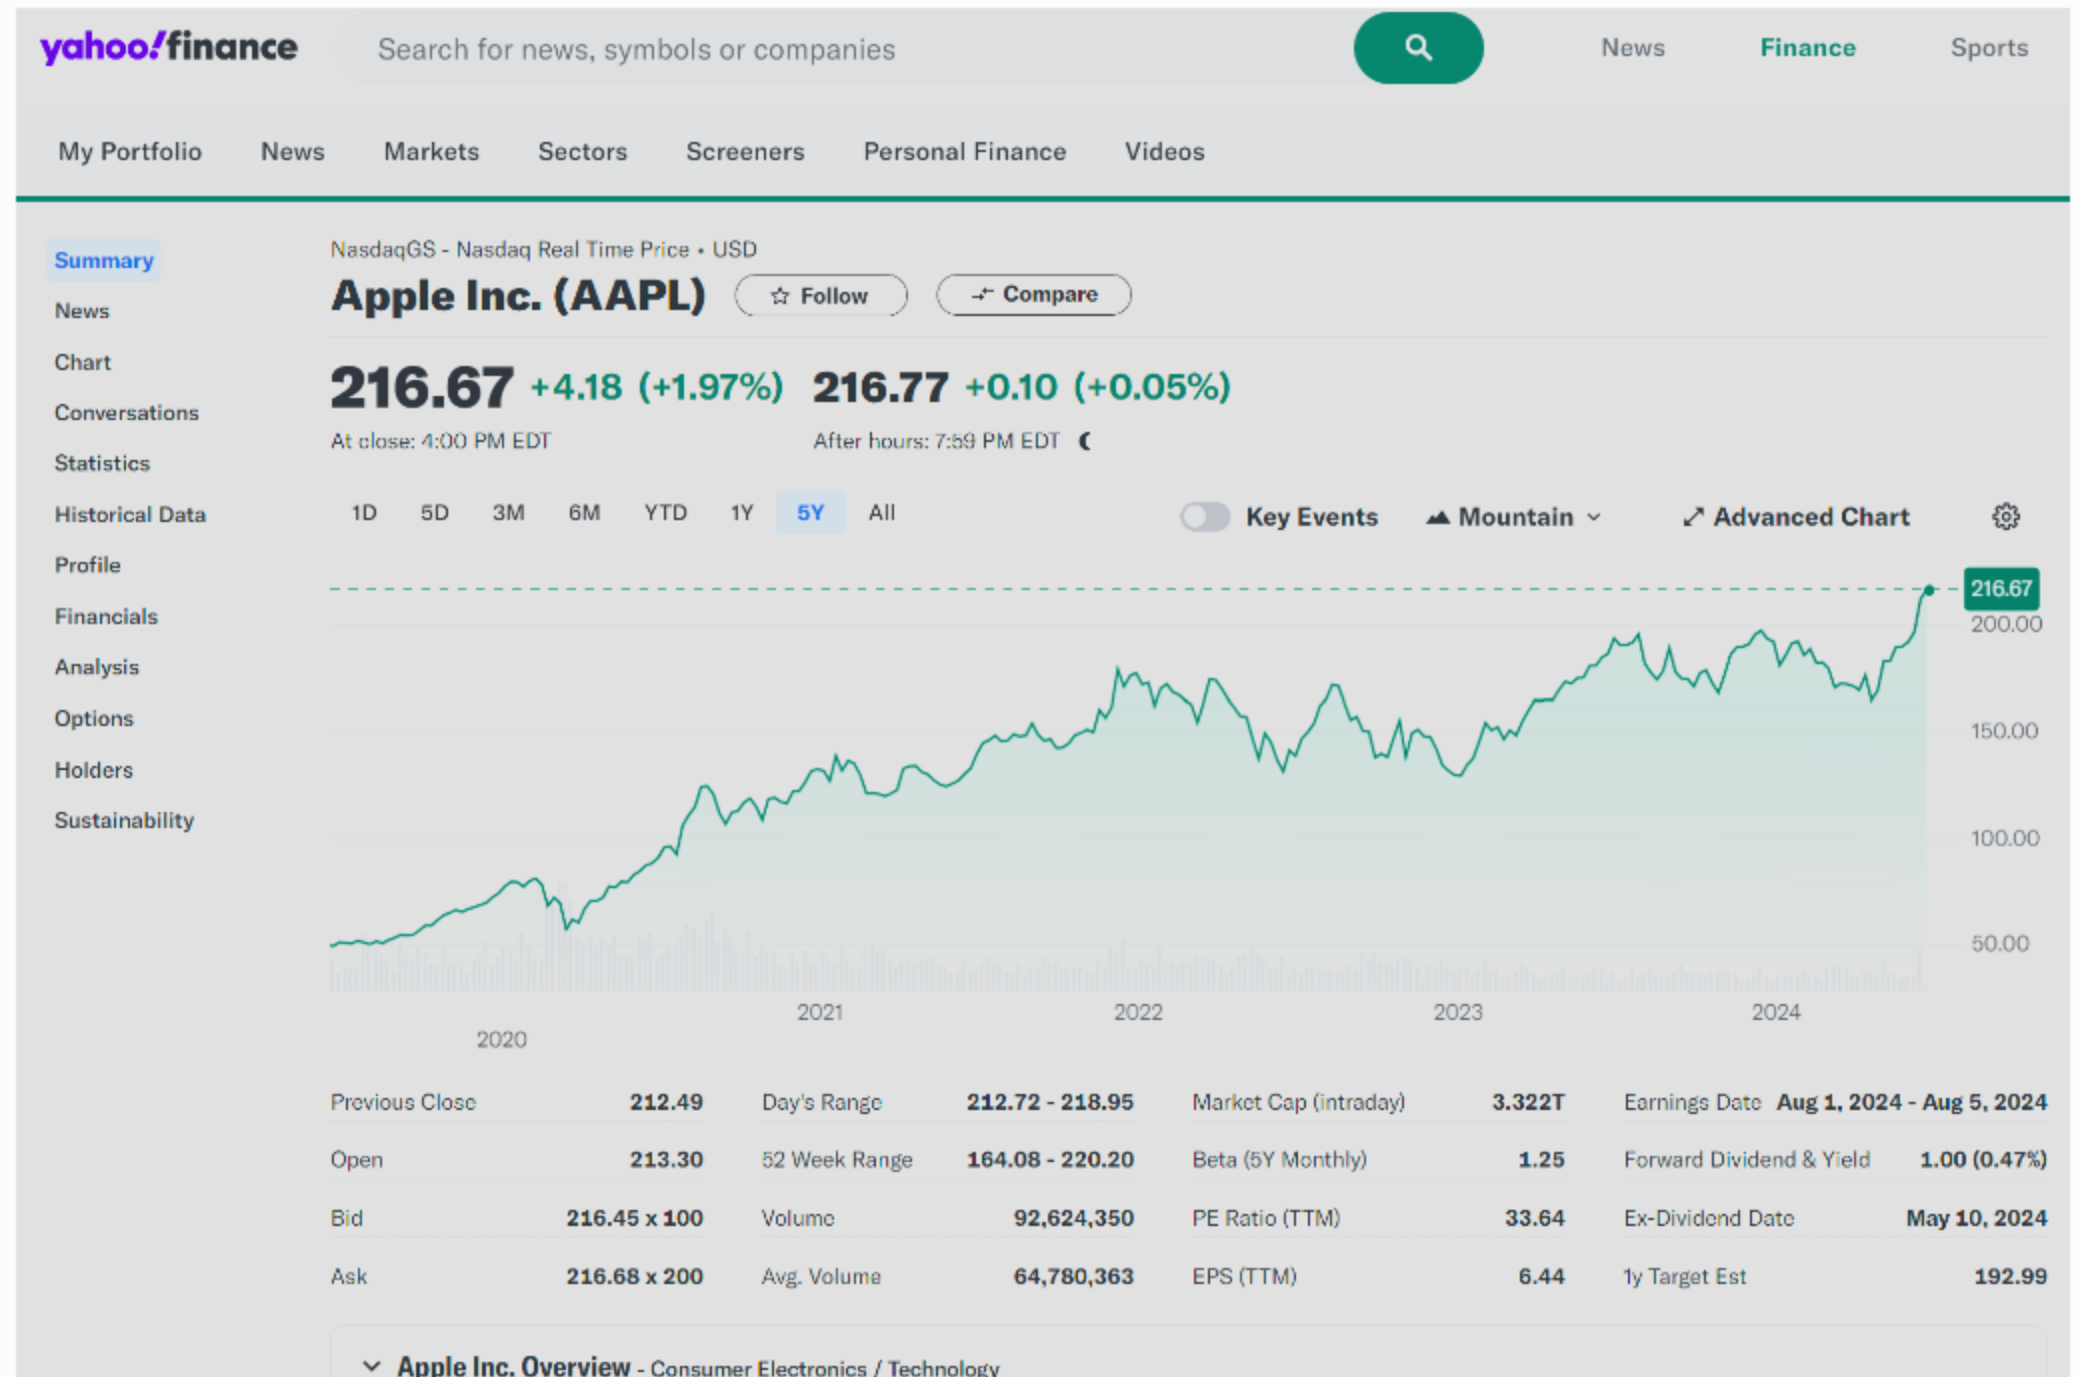 yahoo!finance Search for news, symbols or companies News Finance Sports
My Portfolio News Markets Sectors Screeners Personal Finance Videos
Summary
News
Chart
Conversations
Statistics
Historical Data
Profile
Financials
Analysis
Options
Holders
Sustainability
NasdaqGS - Nasdaq Real Time Price • USD
Apple Inc. (AAPL) Follow Compare
216.67 +4.18 (+1.97%) 216.77 +0.10 (+0.05%)
At close: 4:00 PM EDT After hours: 7:59 PM EDT
1D 5D 3M 6M YTD 1Y 5Y All Key Events Mountain Advanced Chart
216.67
200.00
150.00
100.00
50.00
2020 2021 2022 2023 2024
Previous Close 212.49 Day's Range 212.72 - 218.95 Market Cap (intraday) 3.322T Earnings Date Aug 1, 2024 - Aug 5, 2024
Open 213.30 52 Week Range 164.08 - 220.20 Beta (5Y Monthly) 1.25 Forward Dividend & Yield 1.00 (0.47%)
Bid 216.45 x 100 Volume 92,624,350 PE Ratio (TTM) 33.64 Ex-Dividend Date May 10, 2024
Ask 216.68 x 200 Avg. Volume 64,780,363 EPS (TTM) 6.44 1y Target Est 192.99
Apple Inc. Overview - Consumer Electronics / Technology